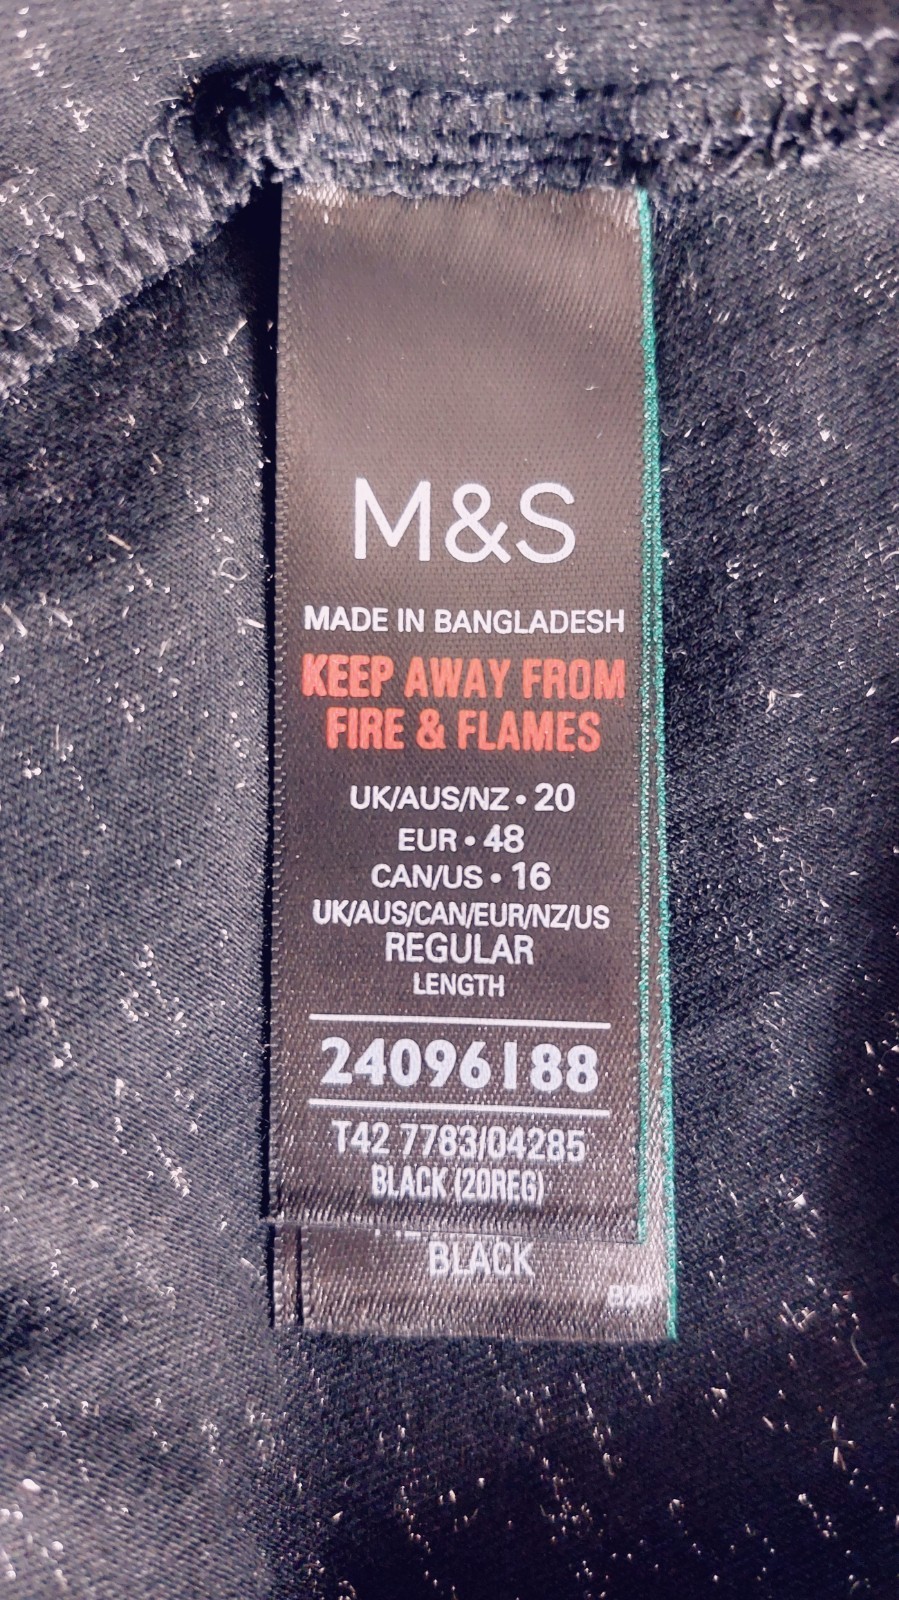 M&S
MADE IN BANGLADESH
KEEP AWAY FROM
FIRE & FLAMES
UK/AUS/NZ • 20
EUR • 48
CAN/US • 16
UK/AUS/CAN/EUR/NZ/US
REGULAR
LENGTH
24096188
T42 7783/04285
BLACK (20REG)
BLACK